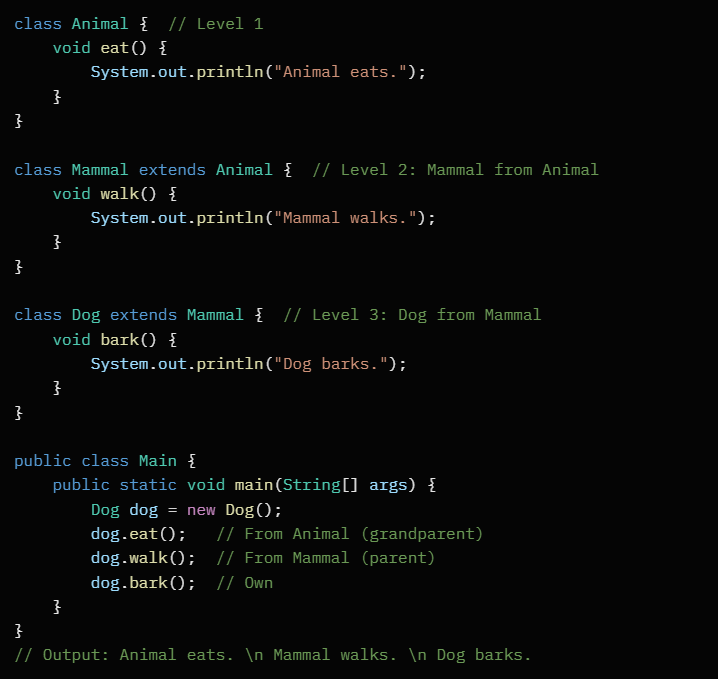 class Animal {  // Level 1
    void eat() {
        System.out.println("Animal eats.");
    }
}

class Mammal extends Animal {  // Level 2: Mammal from Animal
    void walk() {
        System.out.println("Mammal walks.");
    }
}

class Dog extends Mammal {  // Level 3: Dog from Mammal
    void bark() {
        System.out.println("Dog barks.");
    }
}

public class Main {
    public static void main(String[] args) {
        Dog dog = new Dog();
        dog.eat();   // From Animal (grandparent)
        dog.walk();  // From Mammal (parent)
        dog.bark();  // Own
    }
}
// Output: Animal eats. \n Mammal walks. \n Dog barks.